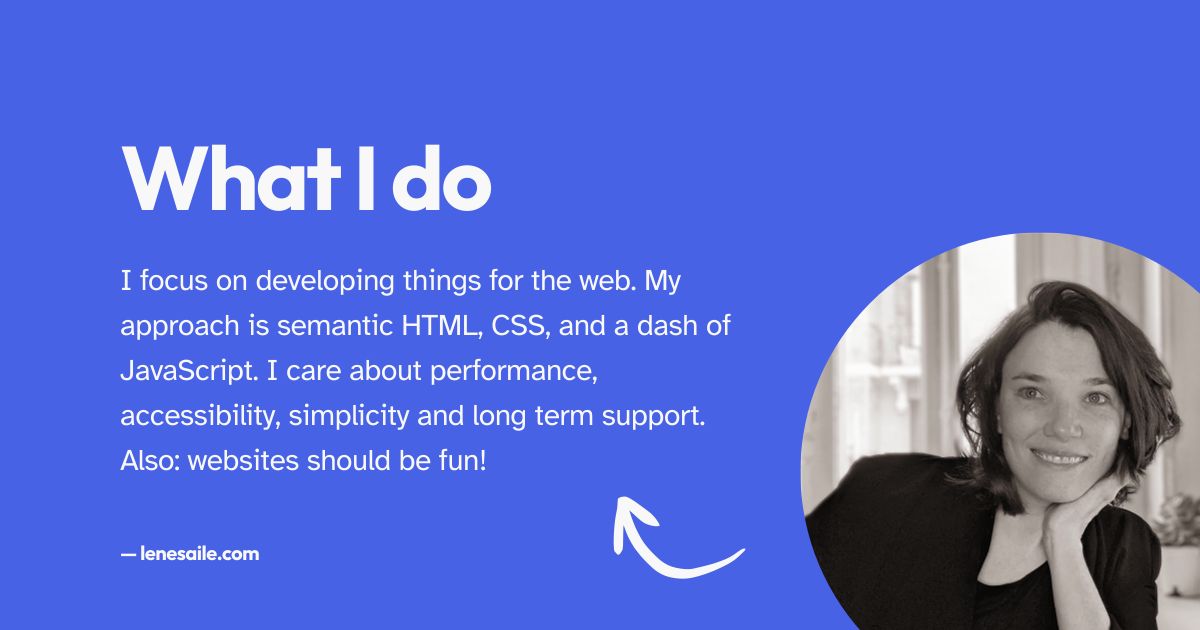 What I do
I focus on developing things for the web. My
approach is semantic HTML, CSS, and a dash of
JavaScript. I care about performance,
accessibility, simplicity and long term support.
Also: websites should be fun!
— lenesaile.com